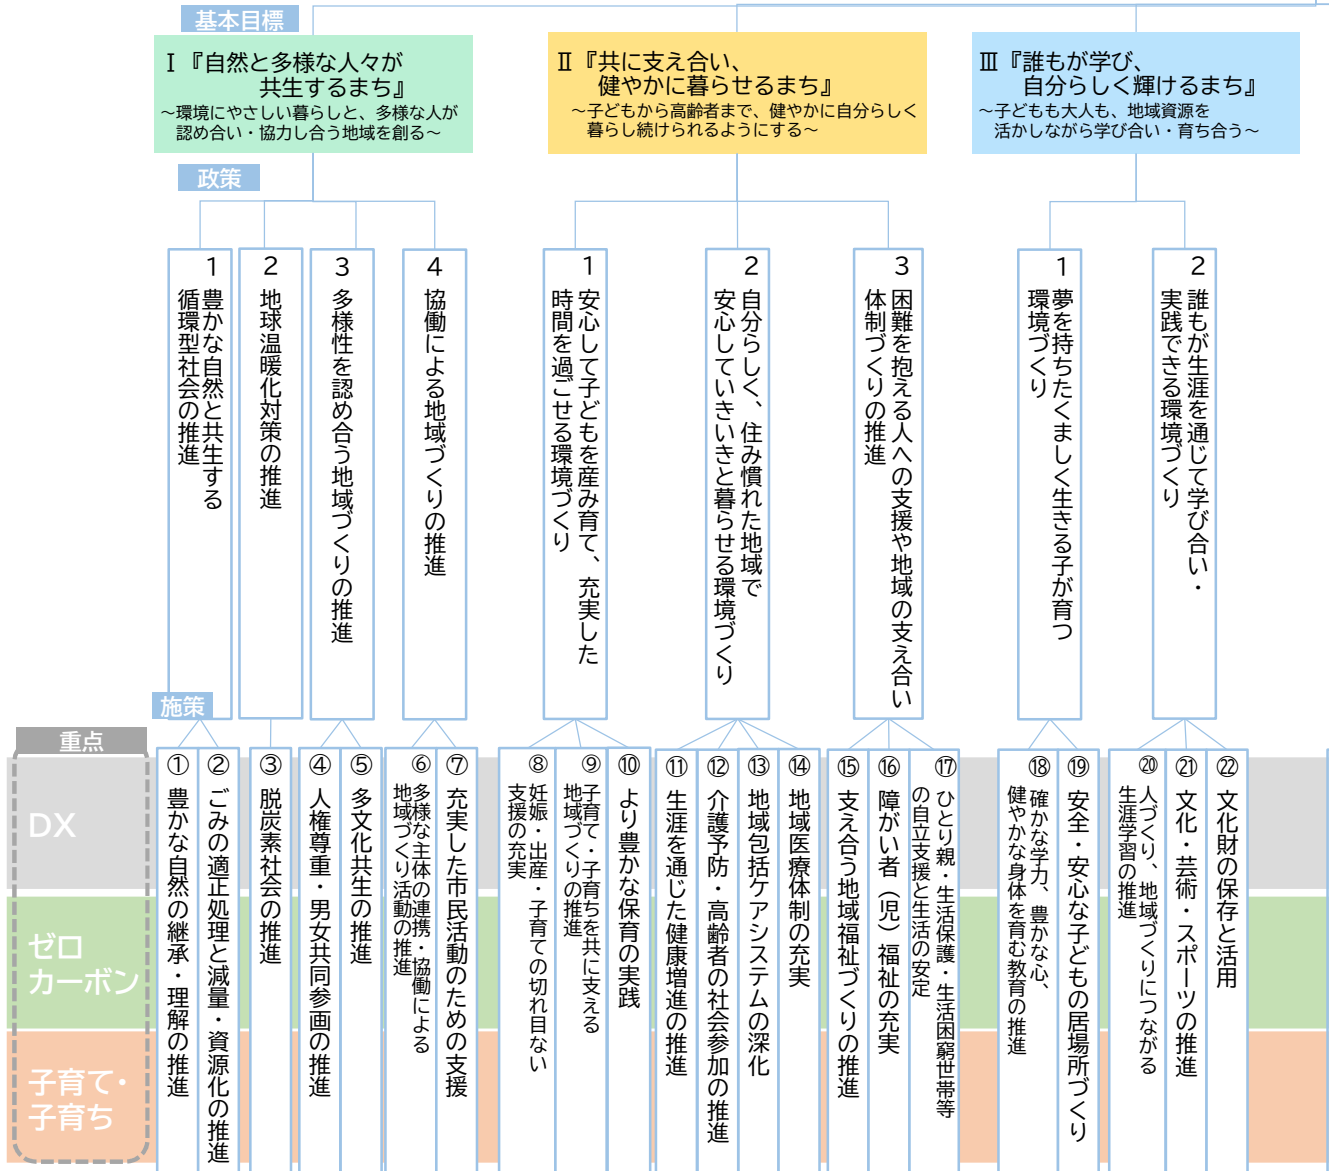 基本目標
Ⅰ『自然と多様な人々が
共生するまち』
～環境にやさしい暮らしと、多様な人が
認め合い・協力し合う地域を創る～
Ⅱ『共に支え合い、
健やかに暮らせるまち』
～子どもから高齢者まで、健やかに自分らしく
暮らし続けられるようにする～
Ⅲ『誰もが学び、
自分らしく輝けるまち』
～子どもも大人も、地域資源を
活かしながら学び合い・育ち合う～
政策
1 豊かな自然と共生する
循環型社会の推進
2 地球温暖化対策の推進
3 多様性を認め合う地域づくりの推進
4 協働による地域づくりの推進
1 安心して子どもを産み育て、充実した
時間を過ごせる環境づくり
2 自分らしく、住み慣れた地域で
安心していきいきと暮らせる環境づくり
3 困難を抱える人への支援や地域の支え合い
体制づくりの推進
1 夢を持ちたくましく生きる子が育つ
環境づくり
2 誰もが生涯を通じて学び合い・
実践できる環境づくり
施策
重点
DX
ゼロ
カーボン
子育て・
子育ち
① 豊かな自然の継承・理解の推進
② ごみの適正処理と減量・資源化の推進
③ 脱炭素社会の推進
④ 人権尊重・男女共同参画の推進
⑤ 多文化共生の推進
⑥ 多様な主体の連携・協働による
地域づくり活動の推進
⑦ 充実した市民活動のための支援
⑧ 妊娠・出産・子育ての切れ目ない
支援の充実
⑨ 子育て・子育ちを共に支える
地域づくりの推進
⑩ より豊かな保育の実践
⑪ 生涯を通じた健康増進の推進
⑫ 介護予防・高齢者の社会参加の推進
⑬ 地域包括ケアシステムの深化
⑭ 地域医療体制の充実
⑮ 支え合う地域福祉づくりの推進
⑯ 障がい者（児）福祉の充実
⑰ ひとり親・生活保護・生活困窮世帯等
の自立支援と生活の安定
⑱ 確かな学力、豊かな心、
健やかな身体を育む教育の推進
⑲ 安全・安心な子どもの居場所づくり
⑳ 人づくり、地域づくりにつながる
生涯学習の推進
㉑ 文化・芸術・スポーツの推進
㉒ 文化財の保存と活用